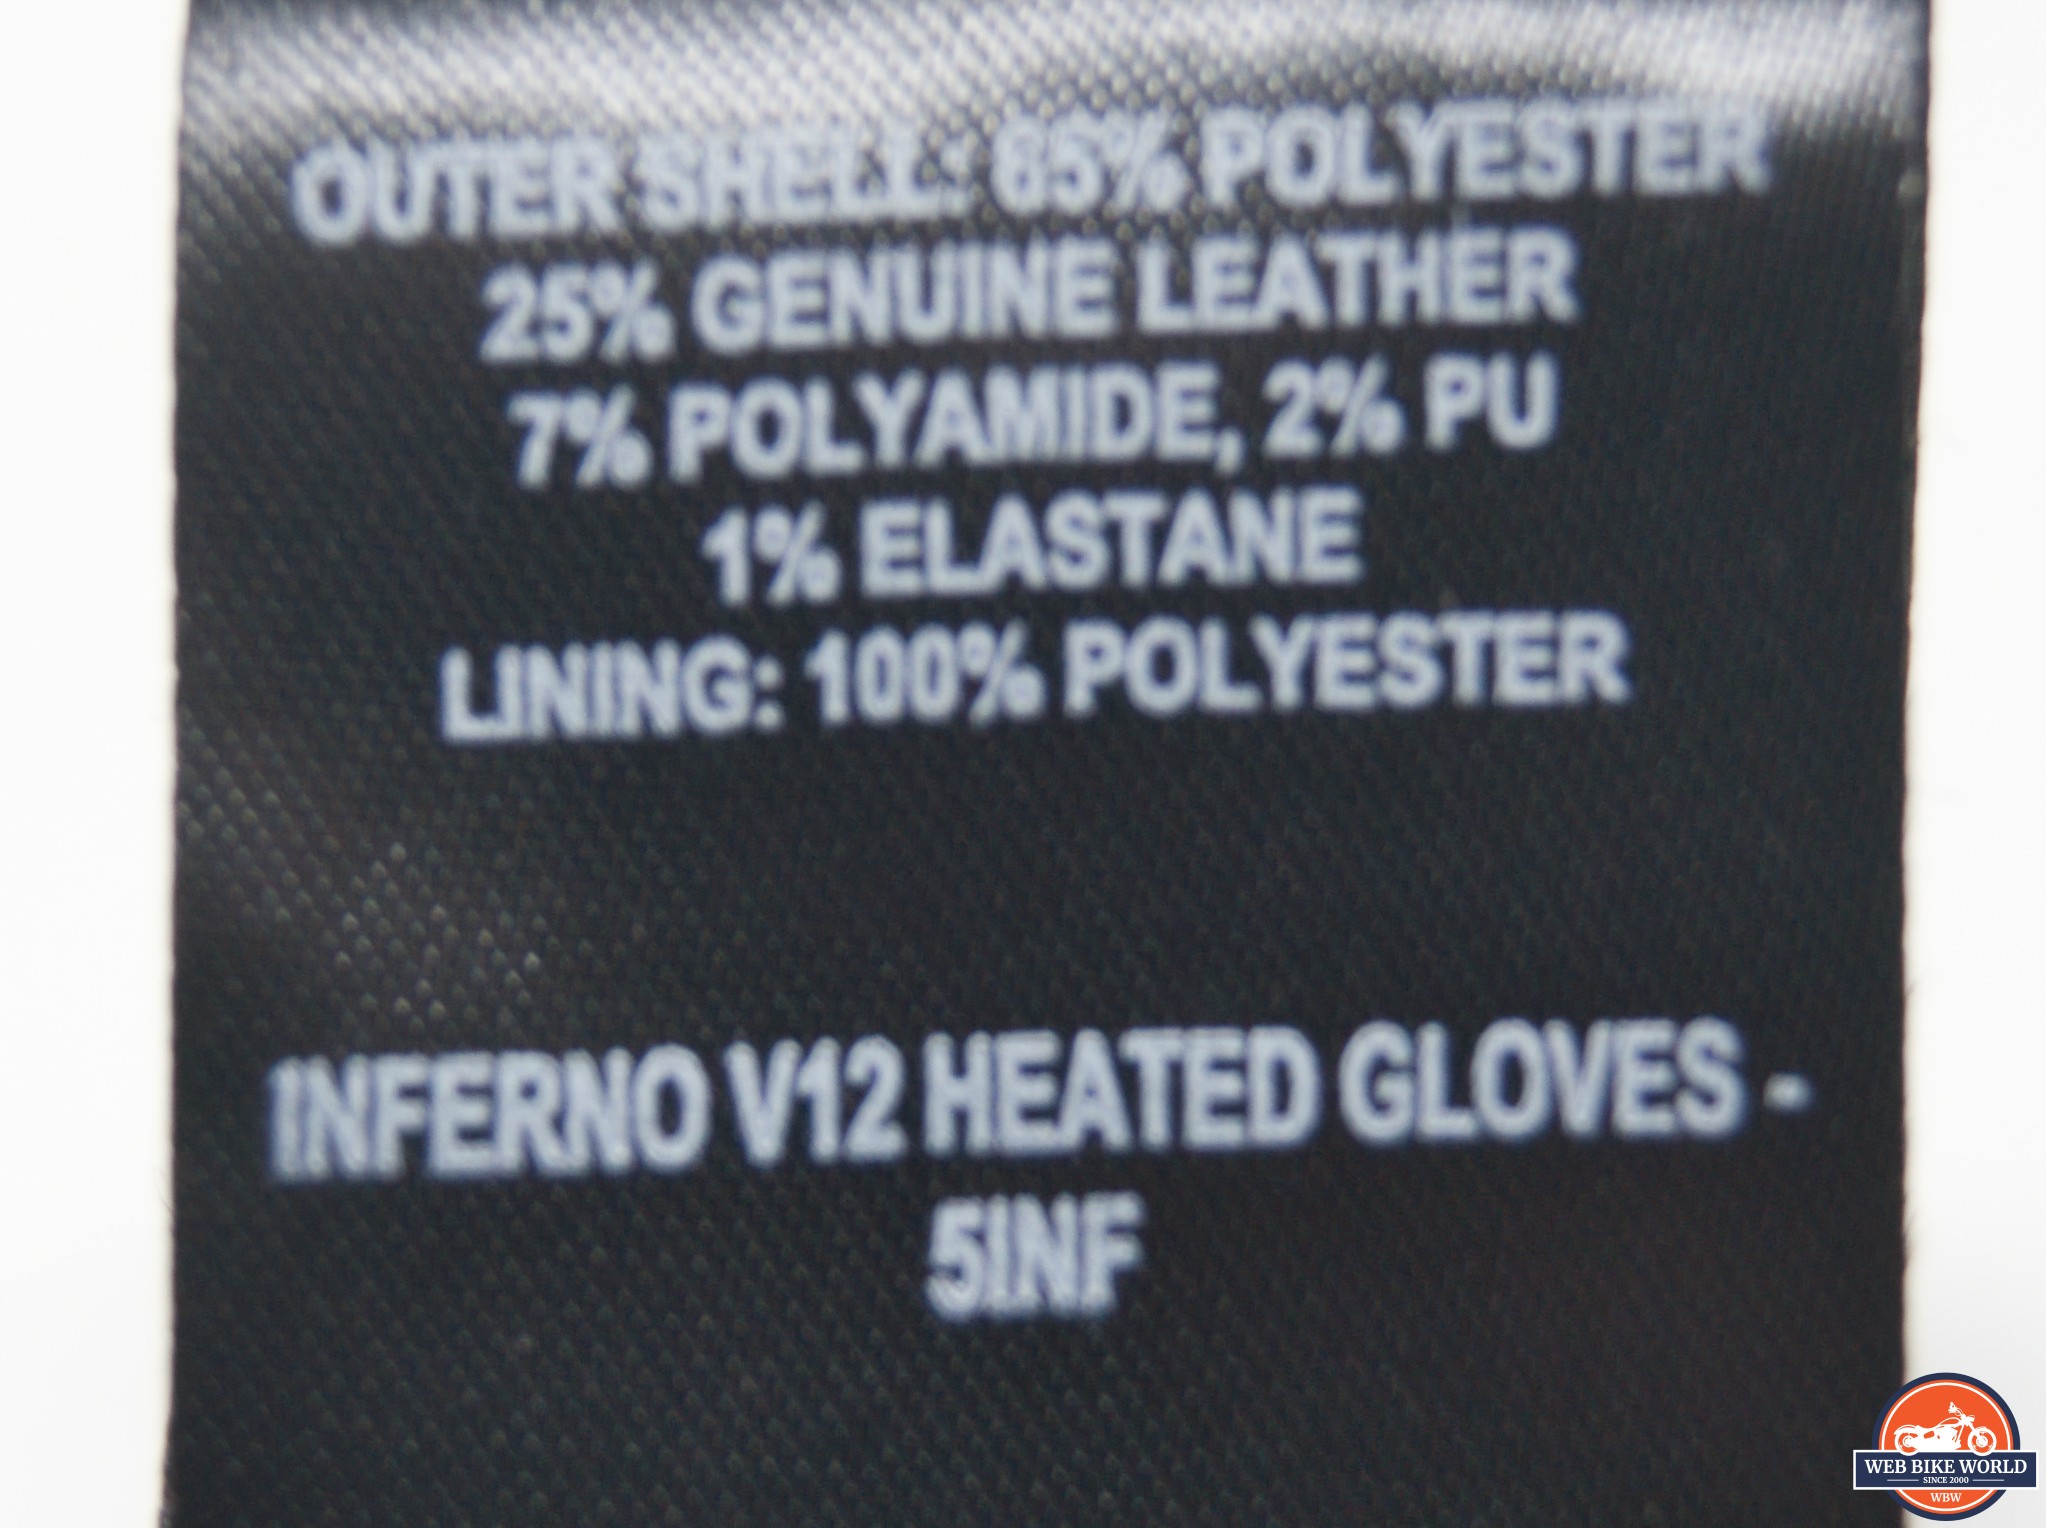 OUTER SHELL: 65% POLYESTER
25% GENUINE LEATHER
7% POLYAMIDE, 2% PU
1% ELASTANE
LINING: 100% POLYESTER
INFERNO V12 HEATED GLOVES -
5INF
WEB BIKE WORLD
SINCE 2000
WBW